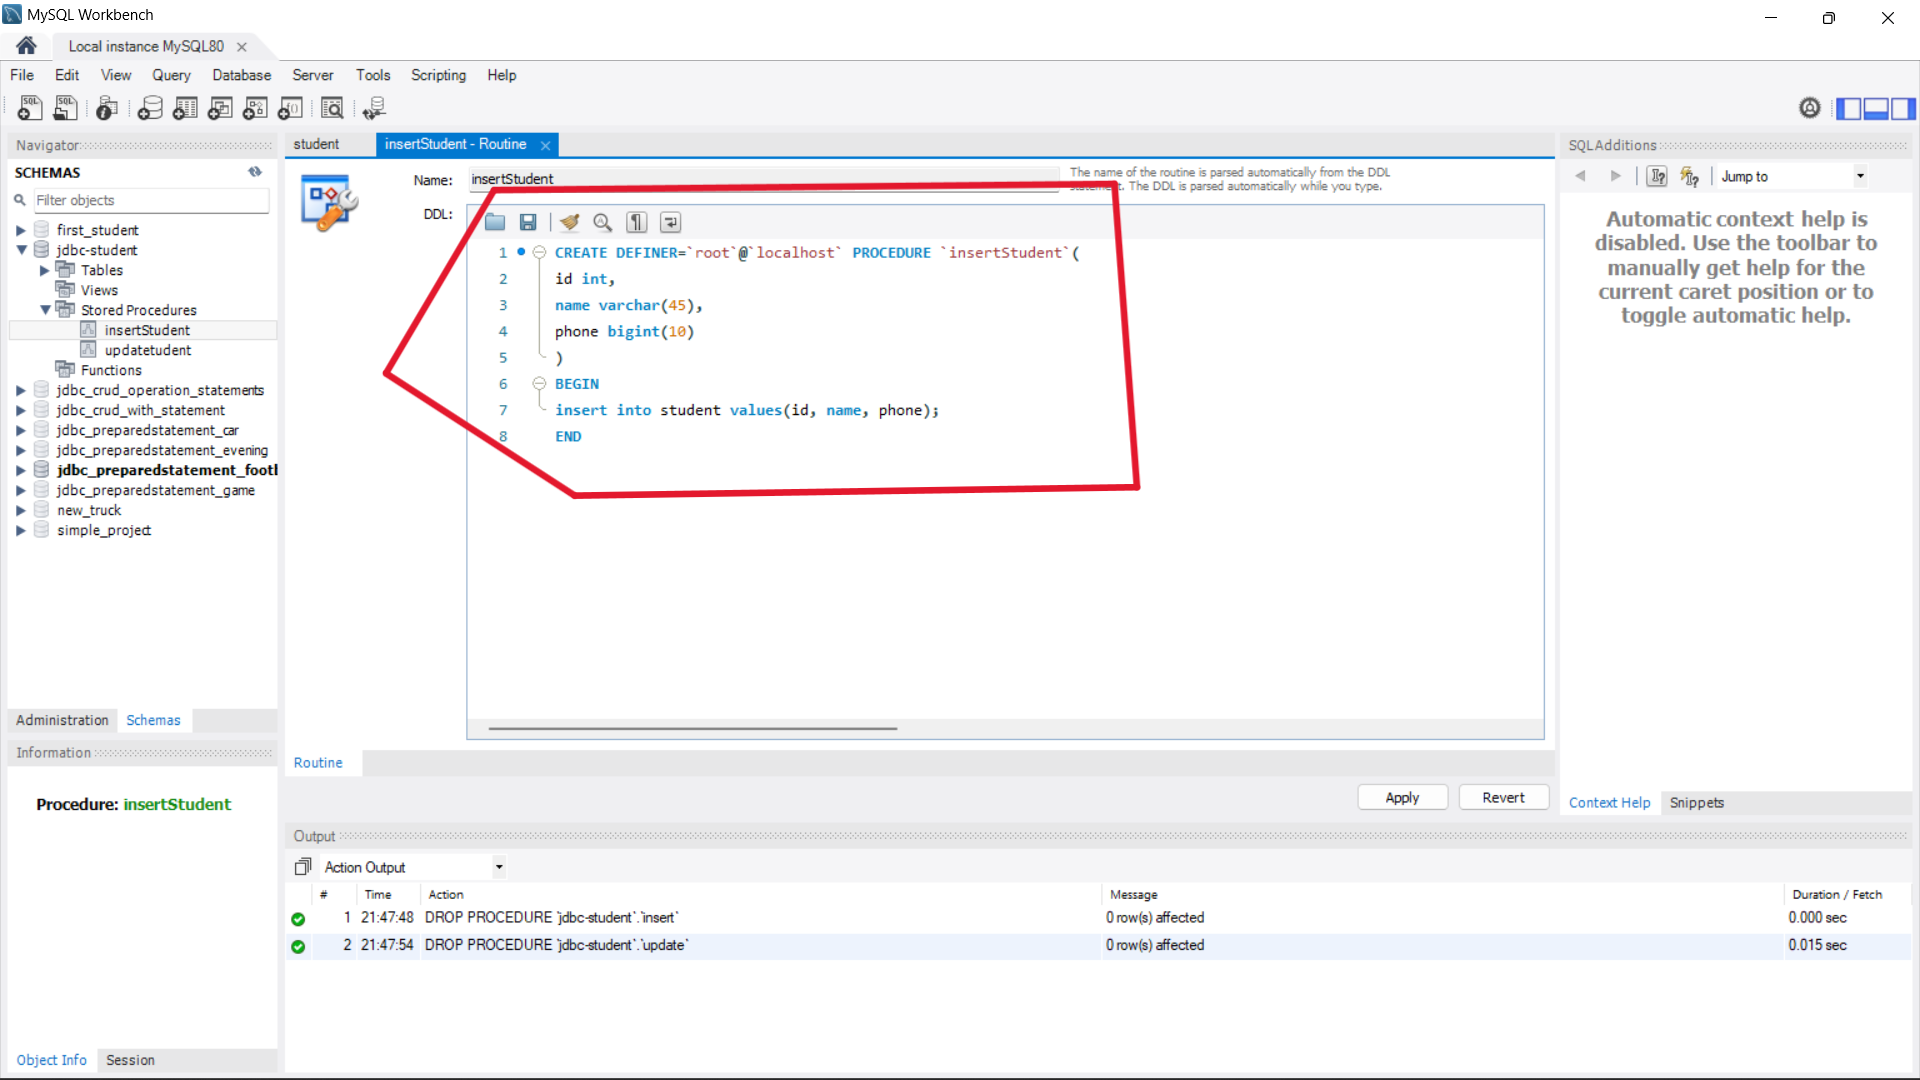 MySQL Workbench
Local instance MySQL80
File Edit View Query Database Server Tools Scripting Help
Navigator
SCHEMAS
Filter objects
first_student
jdbc-student
Tables
Views
Stored Procedures
insertStudent
updatetudent
Functions
jdbc_crud_operation_statements
jdbc_crud_with_statement
jdbc_preparedstatement_car
jdbc_preparedstatement_evening
jdbc_preparedstatement_footl
jdbc_preparedstatement_game
new_truck
simple_project
Administration Schemas
Information
Procedure: insertStudent
Object Info Session
student insertStudent - Routine
Name: insertStudent
The name of the routine is parsed automatically from the DDL
statement. The DDL is parsed automatically while you type.
DDL:
1 CREATE DEFINER=`root`@`localhost` PROCEDURE `insertStudent`(
2 id int,
3 name varchar(45),
4 phone bigint(10)
5 )
6 BEGIN
7 insert into student values(id, name, phone);
8 END
Routine
Apply Revert
SQLAdditions
Jump to
Automatic context help is
disabled. Use the toolbar to
manually get help for the
current caret position or to
toggle automatic help.
Context Help Snippets
Output
Action Output
# Time Action Message Duration / Fetch
1 21:47:48 DROP PROCEDURE `jdbc-student`.`insert` 0 row(s) affected 0.000 sec
2 21:47:54 DROP PROCEDURE `jdbc-student`.`update` 0 row(s) affected 0.015 sec